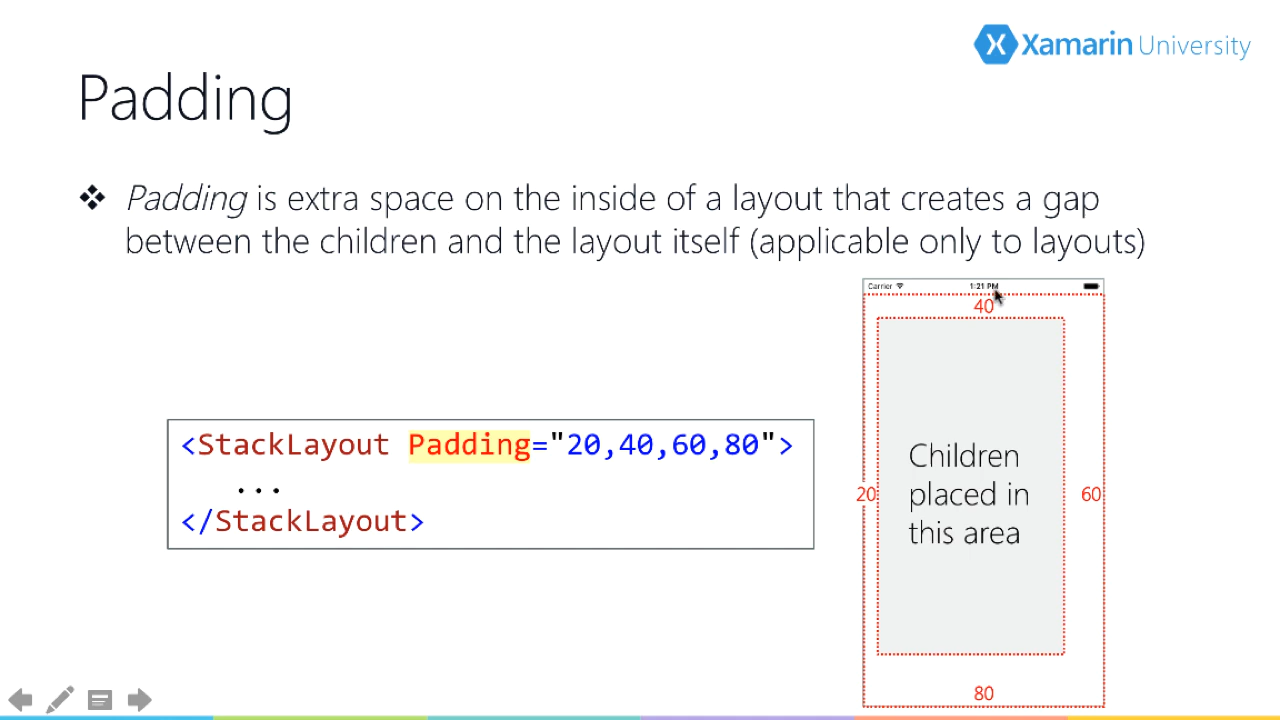 Xamarin University
Padding
Padding is extra space on the inside of a layout that creates a gap
between the children and the layout itself (applicable only to layouts)
Carrier 1:21 PM
40
<StackLayout Padding="20,40,60,80">
...
</StackLayout>
Children
placed in
this area
20
60
80